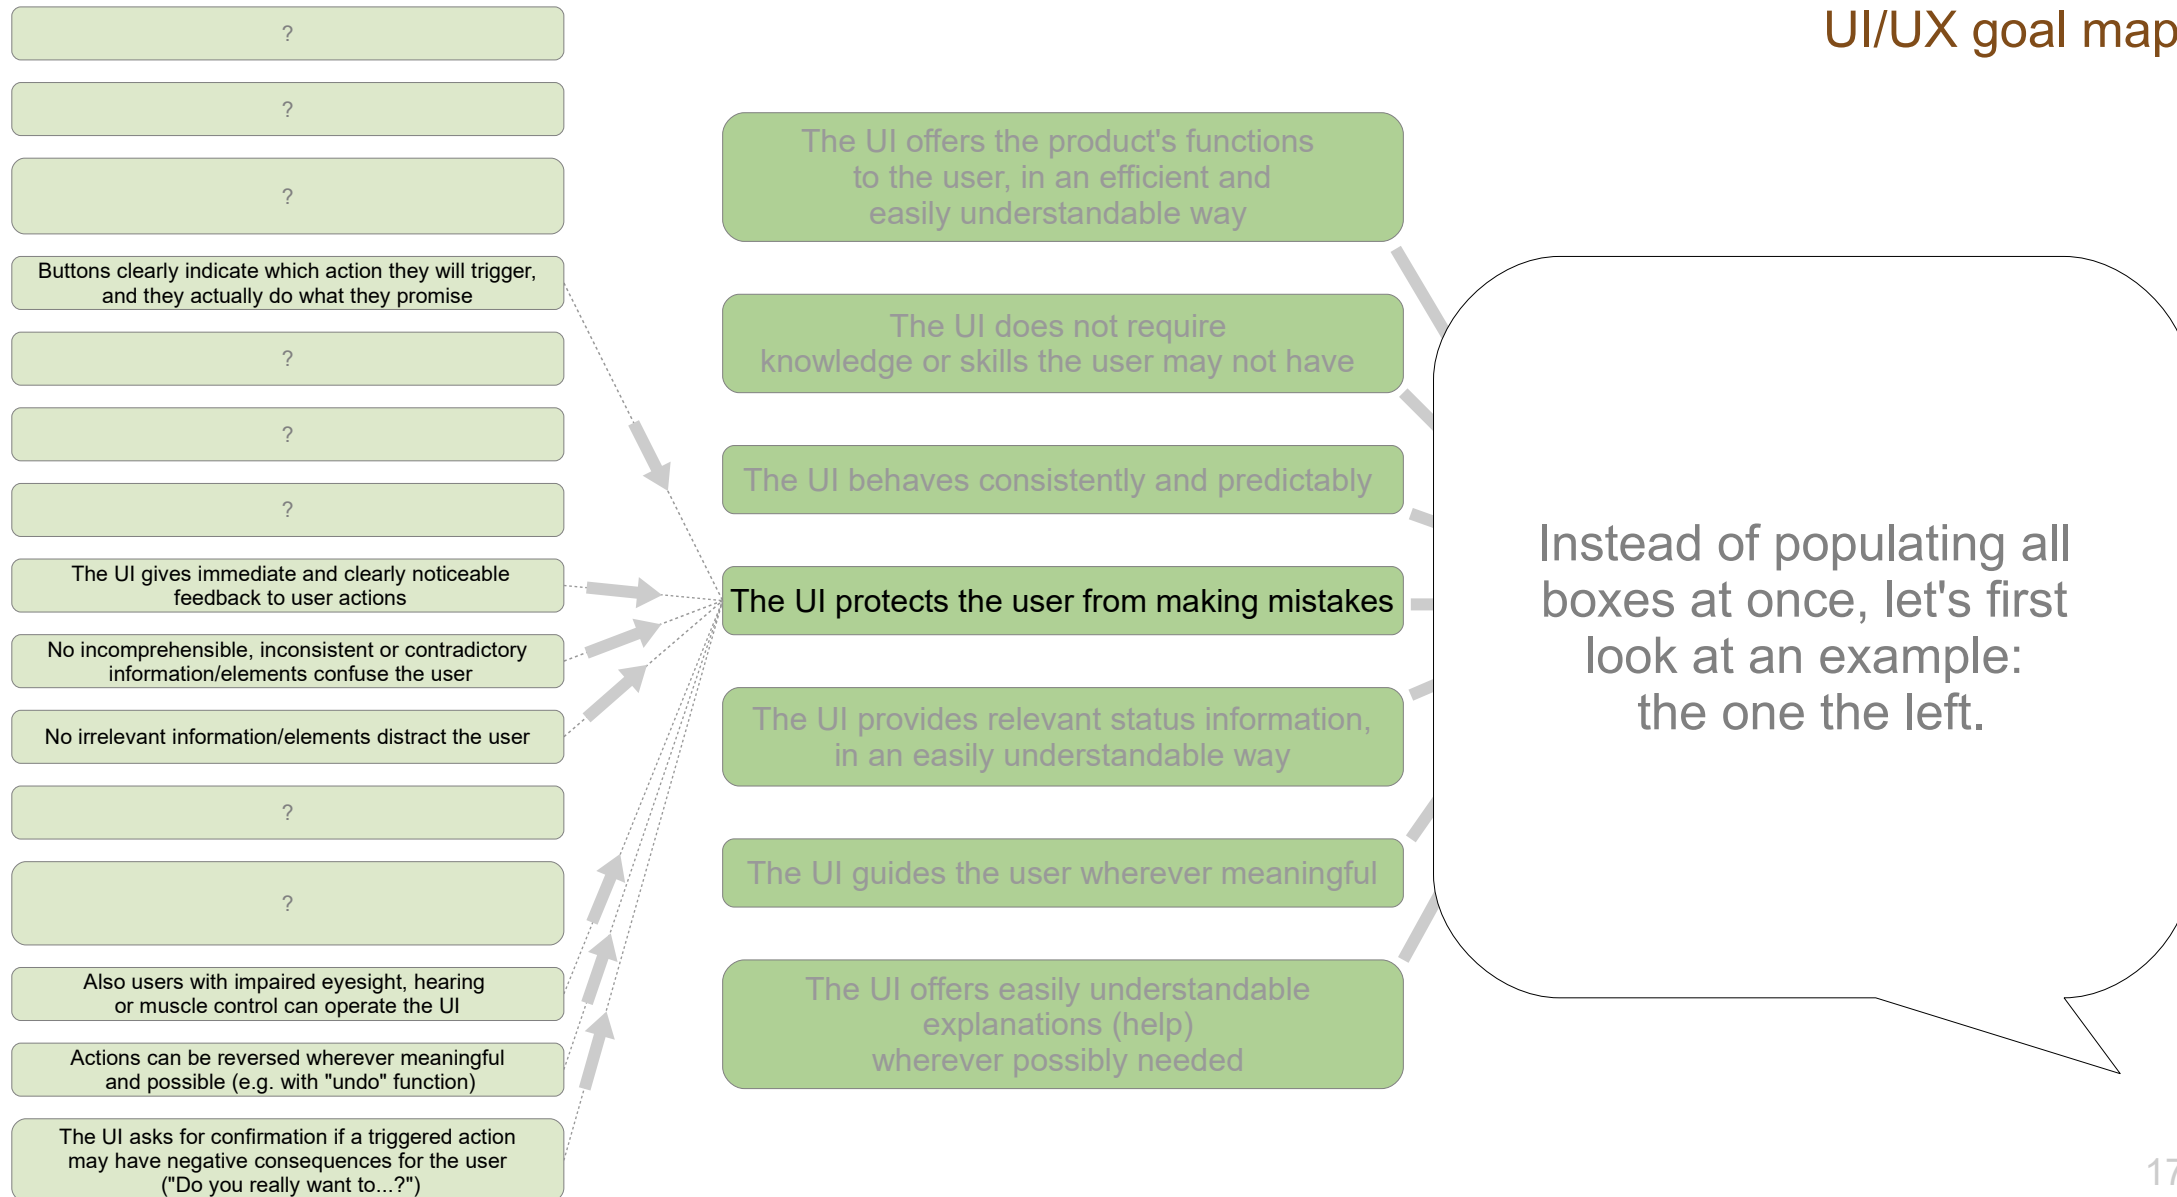 UI/UX goal map
?
?
?
Buttons clearly indicate which action they will trigger,
and they actually do what they promise
?
?
?
The UI gives immediate and clearly noticeable
feedback to user actions
No incomprehensible, inconsistent or contradictory
information/elements confuse the user
No irrelevant information/elements distract the user
?
?
Also users with impaired eyesight, hearing
or muscle control can operate the UI
Actions can be reversed wherever meaningful
and possible (e.g. with "undo" function)
The UI asks for confirmation if a triggered action
may have negative consequences for the user
("Do you really want to...?")
The UI offers the product's functions
to the user, in an efficient and
easily understandable way
The UI does not require
knowledge or skills the user may not have
The UI behaves consistently and predictably
The UI protects the user from making mistakes
The UI provides relevant status information,
in an easily understandable way
The UI guides the user wherever meaningful
The UI offers easily understandable
explanations (help)
wherever possibly needed
Instead of populating all
boxes at once, let's first
look at an example:
the one the left.
17